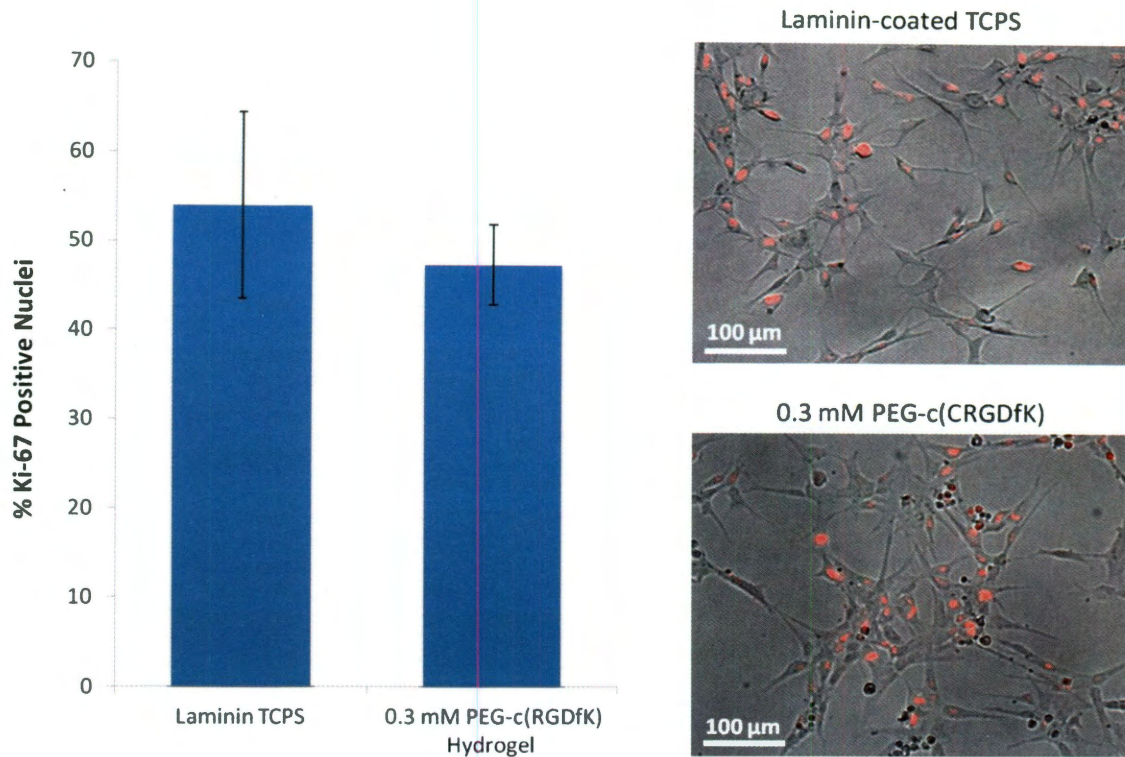 % Ki-67 Positive Nuclei
70
60
50
40
30
20
10
0
Laminin TCPS
0.3 mM PEG-c(RGDfK)
Hydrogel
Laminin-coated TCPS
100 µm
0.3 mM PEG-c(CRGDfK)
100 µm